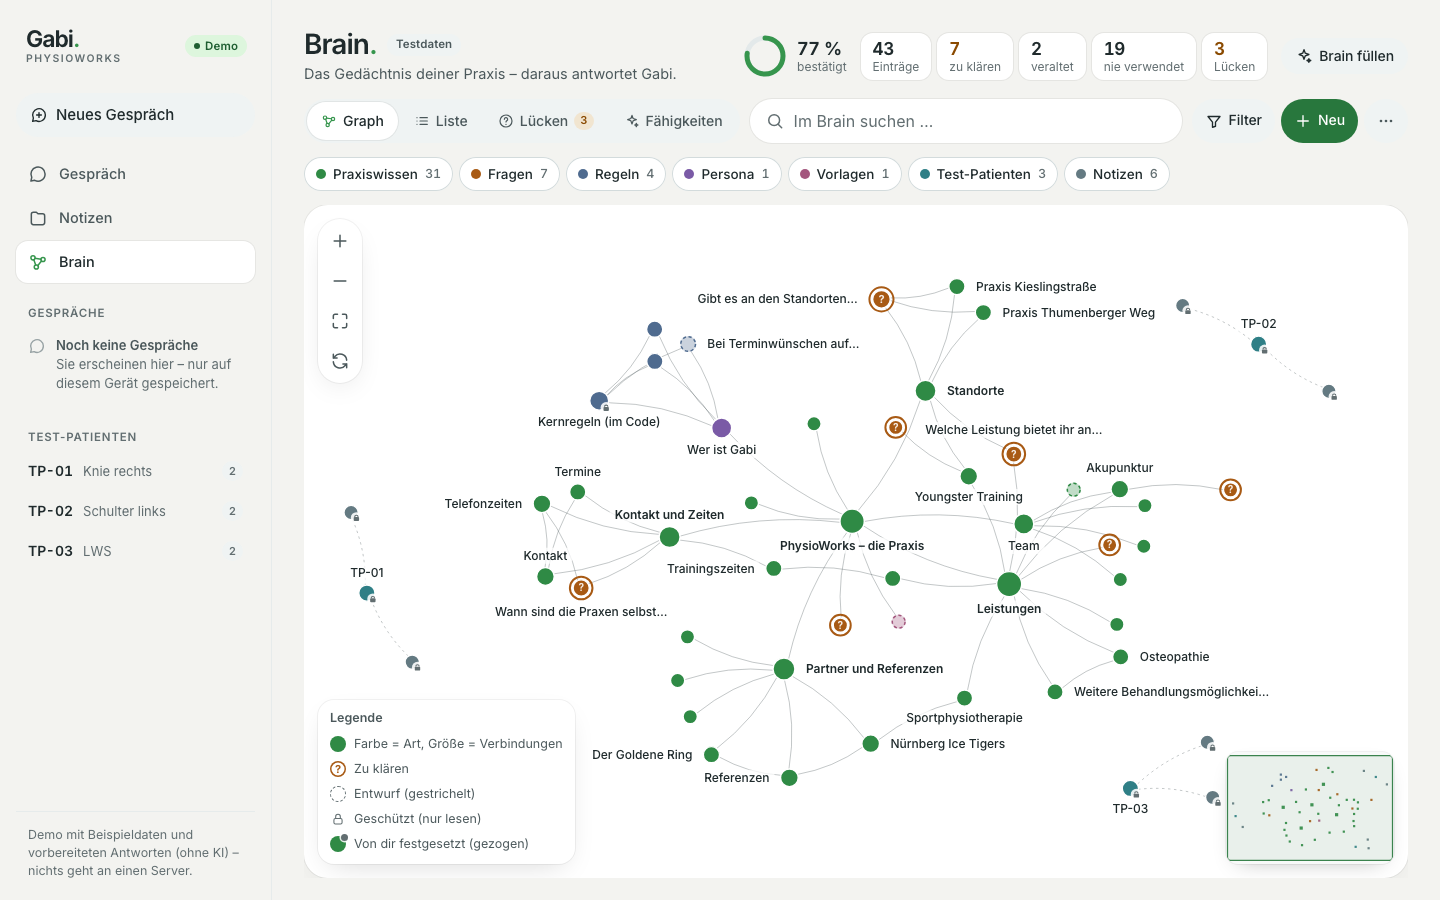 Gabi.
PHYSIOWORKS
Demo
Neues Gespräch
Gespräch
Notizen
Brain
GESPRÄCHE
Noch keine Gespräche
Sie erscheinen hier – nur auf
diesem Gerät gespeichert.
TEST-PATIENTEN
TP-01 Knie rechts 2
TP-02 Schulter links 2
TP-03 LWS 2
Demo mit Beispieldaten und
vorbereiteten Antworten (ohne KI) –
nichts geht an einen Server.
Brain. Testdaten
Das Gedächtnis deiner Praxis – daraus antwortet Gabi.
77 %
bestätigt
43
Einträge
7
zu klären
2
veraltet
19
nie verwendet
3
Lücken
Brain füllen
Graph
Liste
Lücken 3
Fähigkeiten
Im Brain suchen ...
Filter
Neu
Praxiswissen 31
Fragen 7
Regeln 4
Persona 1
Vorlagen 1
Test-Patienten 3
Notizen 6
Praxis Kieslingstraße
Gibt es an den Standorten...
?
Praxis Thumenberger Weg
TP-02
Bei Terminwünschen auf...
Standorte
Kernregeln (im Code)
?
Welche Leistung bietet ihr an...
Wer ist Gabi
?
Termine
Akupunktur
Telefonzeiten
Youngster Training
?
Kontakt und Zeiten
PhysioWorks – die Praxis
Team
?
Kontakt
Trainingszeiten
TP-01
?
Wann sind die Praxen selbst...
Leistungen
?
Osteopathie
Partner und Referenzen
Weitere Behandlungsmöglichkei...
Sportphysiotherapie
Nürnberg Ice Tigers
Der Goldene Ring
Referenzen
TP-03
Legende
Farbe = Art, Größe = Verbindungen
? Zu klären
Entwurf (gestrichelt)
Geschützt (nur lesen)
Von dir festgesetzt (gezogen)